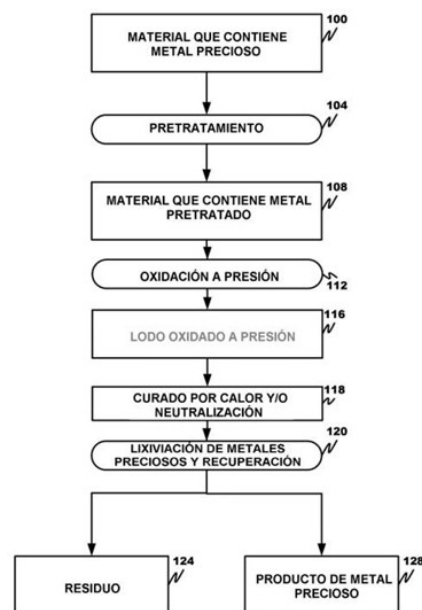 100
MATERIAL QUE CONTIENE
METAL PRECIOSO
104
PRETRATAMIENTO
108
MATERIAL QUE CONTIENE METAL
PRETRATADO
OXIDACIÓN A PRESIÓN
112
116
LODO OXIDADO A PRESIÓN
118
CURADO POR CALOR Y/O
NEUTRALIZACIÓN
120
LIXIVIACIÓN DE METALES
PRECIOSOS Y RECUPERACIÓN
124
RESIDUO
128
PRODUCTO DE METAL
PRECIOSO